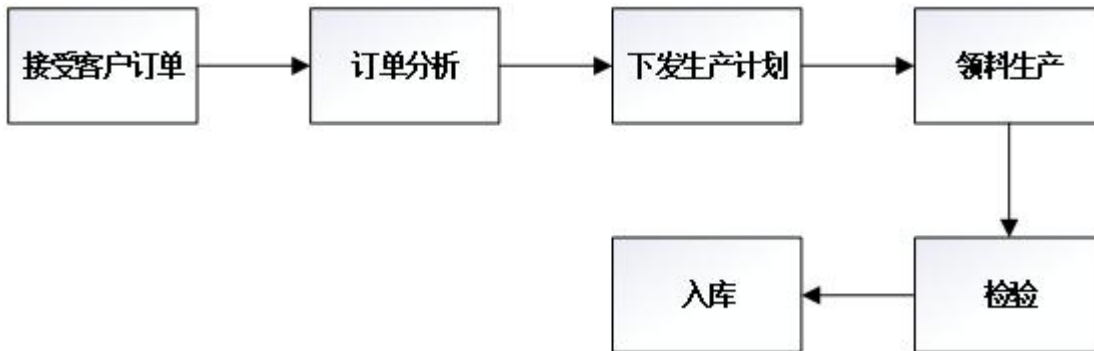 接受客户订单
订单分析
下发生产计划
领料生产
检验
入库